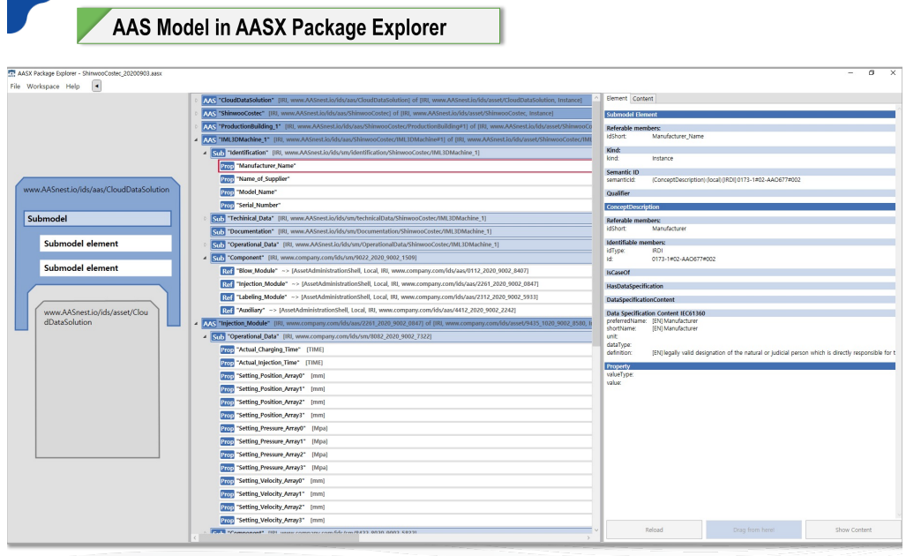 AAS Model in AASX Package Explorer
AASX Package Explorer - ShinwooCostec_20200903.aasx
File Workspace Help
www.AASnest.io/ids/aas/CloudDataSolution
Submodel
Submodel element
Submodel element
www.AASnest.io/ids/asset/Clou
dDataSolution
AAS "CloudDataSolution" [IRI, www.AASnest.io/ids/aas/CloudDataSolution] of [IRI, www.AASnest.io/ids/asset/CloudDataSolution, Instance]
AAS "ShinwooCostec" [IRI, www.AASnest.io/ids/aas/ShinwooCostec] of [IRI, www.AASnest.io/ids/asset/ShinwooCostec, Instance]
AAS "ProductionBuilding_1" [IRI, www.AASnest.io/ids/aas/ShinwooCostec/ProductionBuilding#1] of [IRI, www.AASnest.io/ids/asset/ShinwooCo
AAS "IML3DMachine_1" [IRI, www.AASnest.io/ids/aas/ShinwooCostec/IML3DMachine#1] of [IRI, www.AASnest.io/ids/asset/ShinwooCostec/IML
Sub "Identification" [IRI, www.AASnest.io/ids/sm/Identification/ShinwooCostec/IML3DMachine_1]
Prop "Manufacturer_Name"
Prop "Name_of_Supplier"
Prop "Model_Name"
Prop "Serial_Number"
Sub "Techinical_Data" [IRI, www.AASnest.io/ids/sm/technicalData/ShinwooCostec/IML3DMachine_1]
Sub "Documentation" [IRI, www.AASnest.io/ids/sm/Documentation/ShinwooCostec/IML3DMachine_1]
Sub "Operational_Data" [IRI, www.AASnest.io/ids/sm/OperationalData/ShinwooCostec/IML3DMachine_1]
Sub "Component" [IRI, www.company.com/ids/sm/9022_2020_9002_1509]
Ref "Blow_Module" ~> [AssetAdministrationShell, Local, IRI, www.company.com/ids/aas/0112_2020_9002_8407]
Ref "Injection_Module" ~> [AssetAdministrationShell, Local, IRI, www.company.com/ids/aas/2261_2020_9002_0847]
Ref "Labeling_Module" ~> [AssetAdministrationShell, Local, IRI, www.company.com/ids/aas/2312_2020_9002_5933]
Ref "Auxiliary" ~> [AssetAdministrationShell, Local, IRI, www.company.com/ids/aas/4412_2020_9002_2242]
AAS "Injection_Module" [IRI, www.company.com/ids/aas/2261_2020_9002_0847] of [IRI, www.company.com/ids/asset/9435_1020_9002_8580, I
Sub "Operational_Data" [IRI, www.company.com/ids/sm/8082_2020_9002_7322]
Prop "Actual_Charging_Time" [TIME]
Prop "Actual_Injection_Time" [TIME]
Prop "Setting_Position_Array0" [mm]
Prop "Setting_Position_Array1" [mm]
Prop "Setting_Position_Array2" [mm]
Prop "Setting_Position_Array3" [mm]
Prop "Setting_Pressure_Array0" [Mpa]
Prop "Setting_Pressure_Array1" [Mpa]
Prop "Setting_Pressure_Array2" [Mpa]
Prop "Setting_Pressure_Array3" [Mpa]
Prop "Setting_Velocity_Array0" [mm]
Prop "Setting_Velocity_Array1" [mm]
Prop "Setting_Velocity_Array2" [mm]
Prop "Setting_Velocity_Array3" [mm]
Sub "Component" [IRI, www.company.com/ids/sm/9433_8020_9002_5923]
Element Content
Submodel Element
Referable members:
idShort: Manufacturer_Name
Kind:
kind: Instance
Semantic ID
semanticId: (ConceptDescription) (local) [IRDI] 0173-1#02-AAO677#002
Qualifier
ConceptDescription
Referable members:
idShort: Manufacturer
Identifiable members:
idType: IRDI
id: 0173-1#02-AAO677#002
IsCaseOf
HasDataSpecification
DataSpecificationContent
Data Specification Content IEC61360
preferredName: [EN] Manufacturer
shortName: [EN] Manufacturer
unit:
dataType:
definition: [EN] legally valid designation of the natural or judicial person which is directly responsible for t
Property
valueType:
value:
Reload Drag from here! Show Content